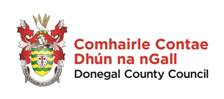 Comhairle Contae
Dhún na nGall
Donegal County Council